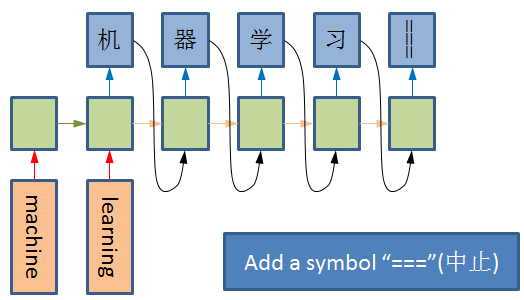 机
器
学
习
===
machine
learning
Add a symbol “===”(中止)